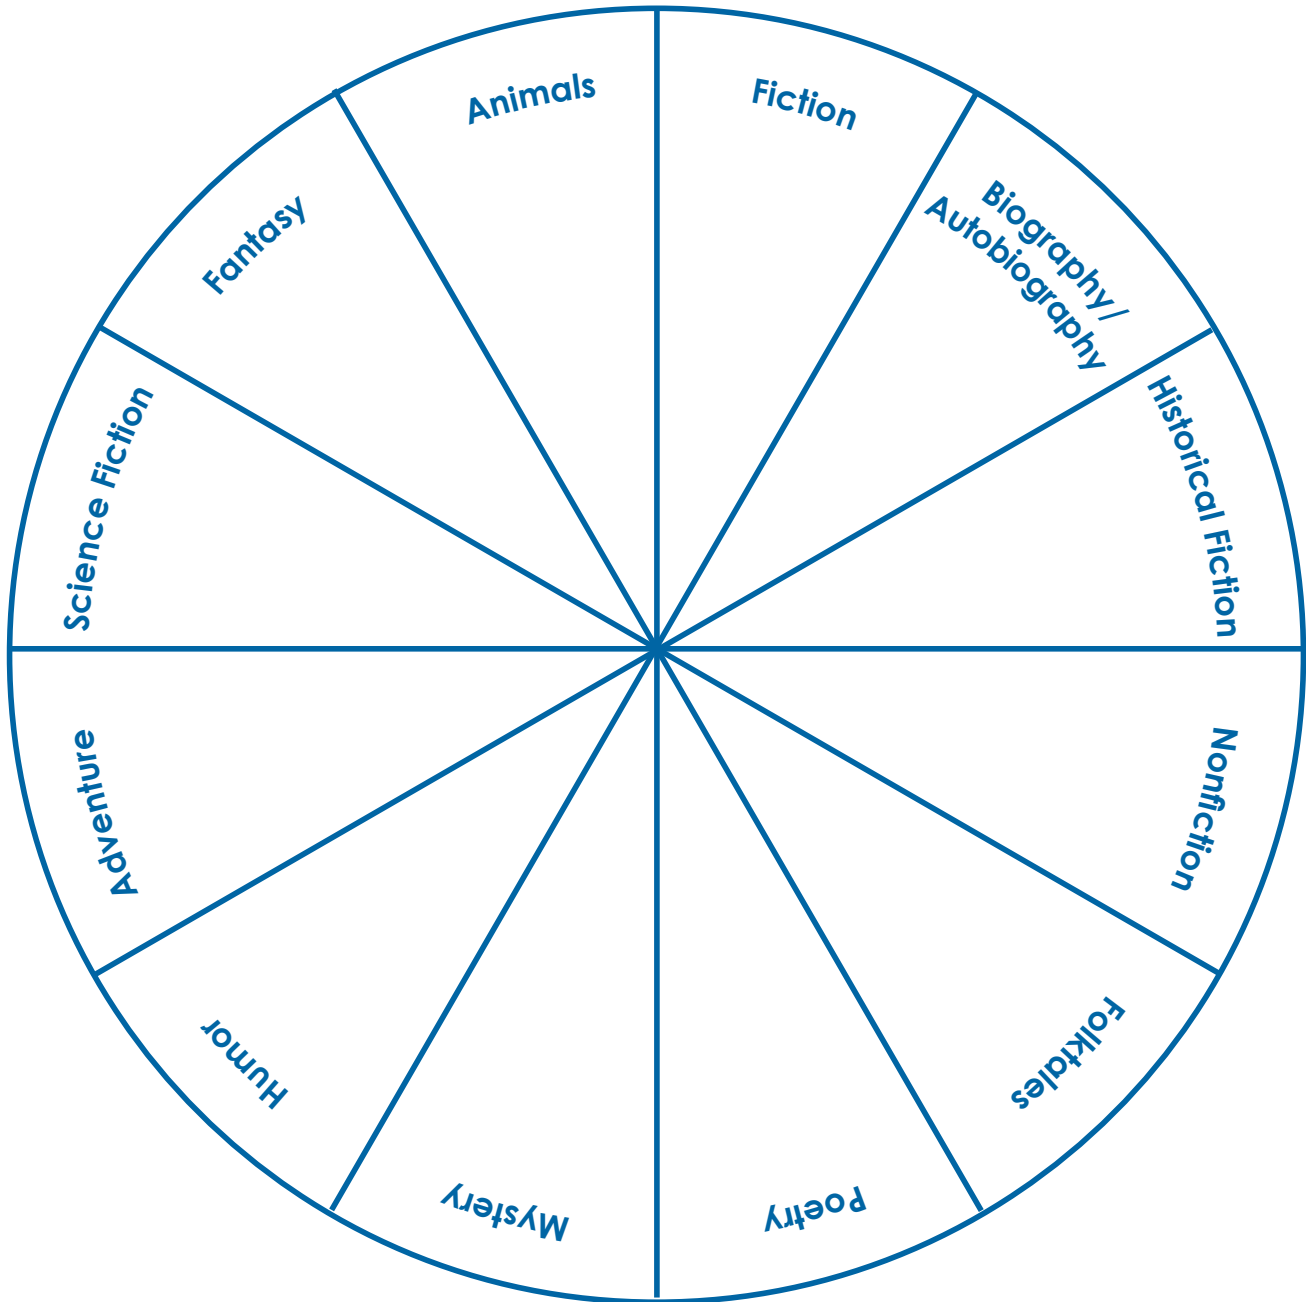 Fiction
Biography/
Autobiography
Historical Fiction
Nonfiction
Folktales
Poetry
Mystery
Humor
Adventure
Science Fiction
Fantasy
Animals